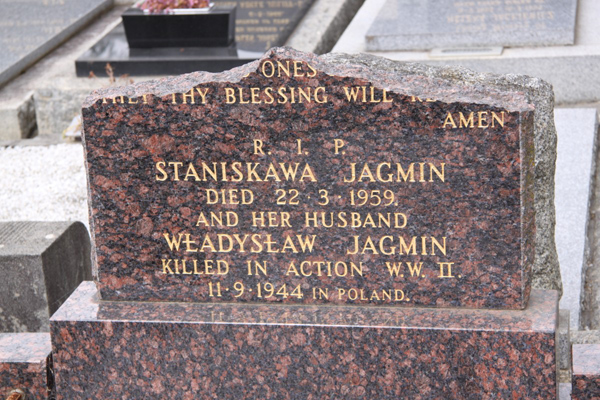 ONES
THEY THY BLESSING WILL
AMEN
R. I. P.
STANISKAWA JAGMIN
DIED 22·3·1959.
AND HER HUSBAND
WŁADYSŁAW JAGMIN
KILLED IN ACTION W.W. II.
11·9·1944 IN POLAND.